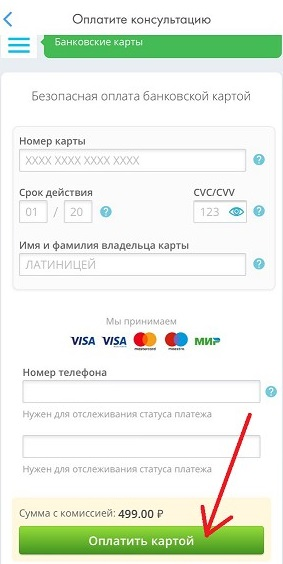 Оплатите консультацию
Банковские карты
Безопасная оплата банковской картой
Номер карты
XXXX XXXX XXXX XXXX
?
Срок действия
CVC/CVV
01 / 20 ?
123 ?
Имя и фамилия владельца карты
ЛАТИНИЦЕЙ ?
Мы принимаем
VISA VISA mastercard maestro МИР
Номер телефона
?
Нужен для отслеживания статуса платежа
Нужен для отслеживания статуса платежа
Сумма с комиссией: 499.00 ₽
Оплатить картой